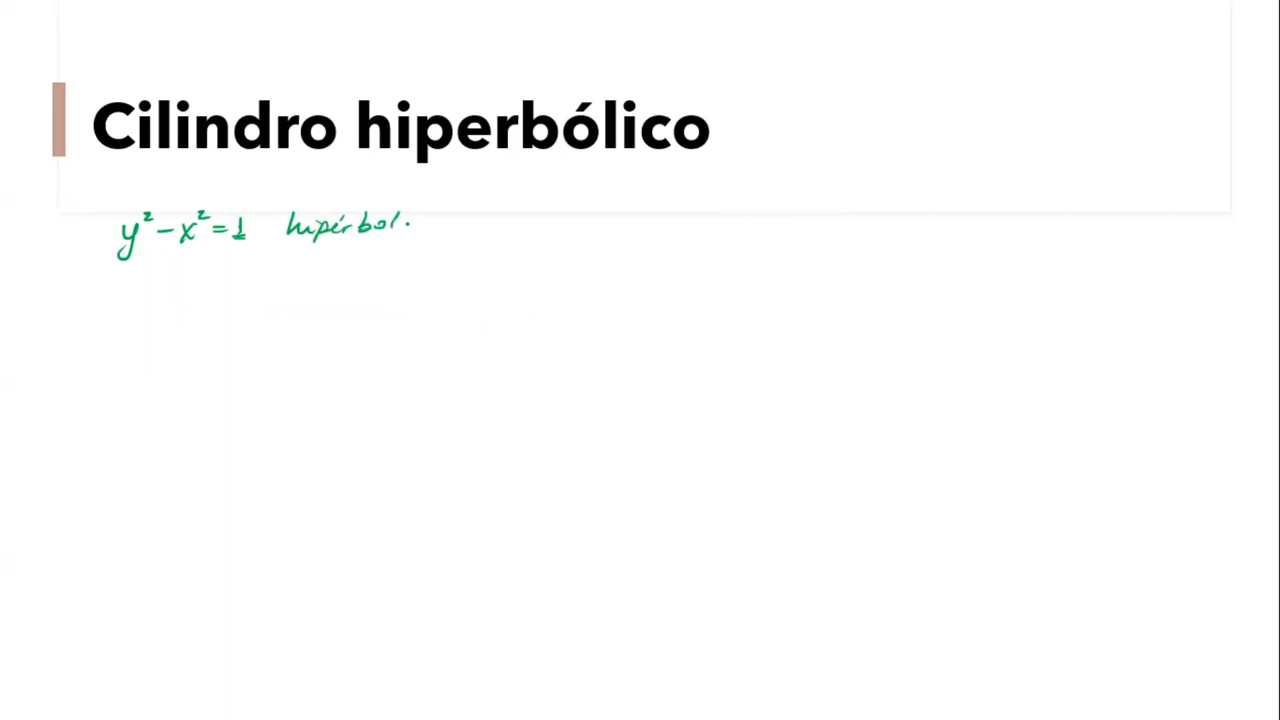 Cilindro hiperbólico
y² - x² = 1 hipérbol.